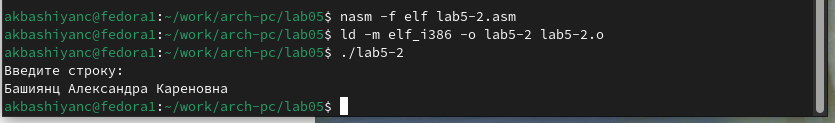 akbashiyanc@fedora1:~/work/arch-pc/lab05$ nasm -f elf lab5-2.asm
akbashiyanc@fedora1:~/work/arch-pc/lab05$ ld -m elf_i386 -o lab5-2 lab5-2.o
akbashiyanc@fedora1:~/work/arch-pc/lab05$ ./lab5-2
Введите строку:
Башиянц Александра Кареновна
akbashiyanc@fedora1:~/work/arch-pc/lab05$